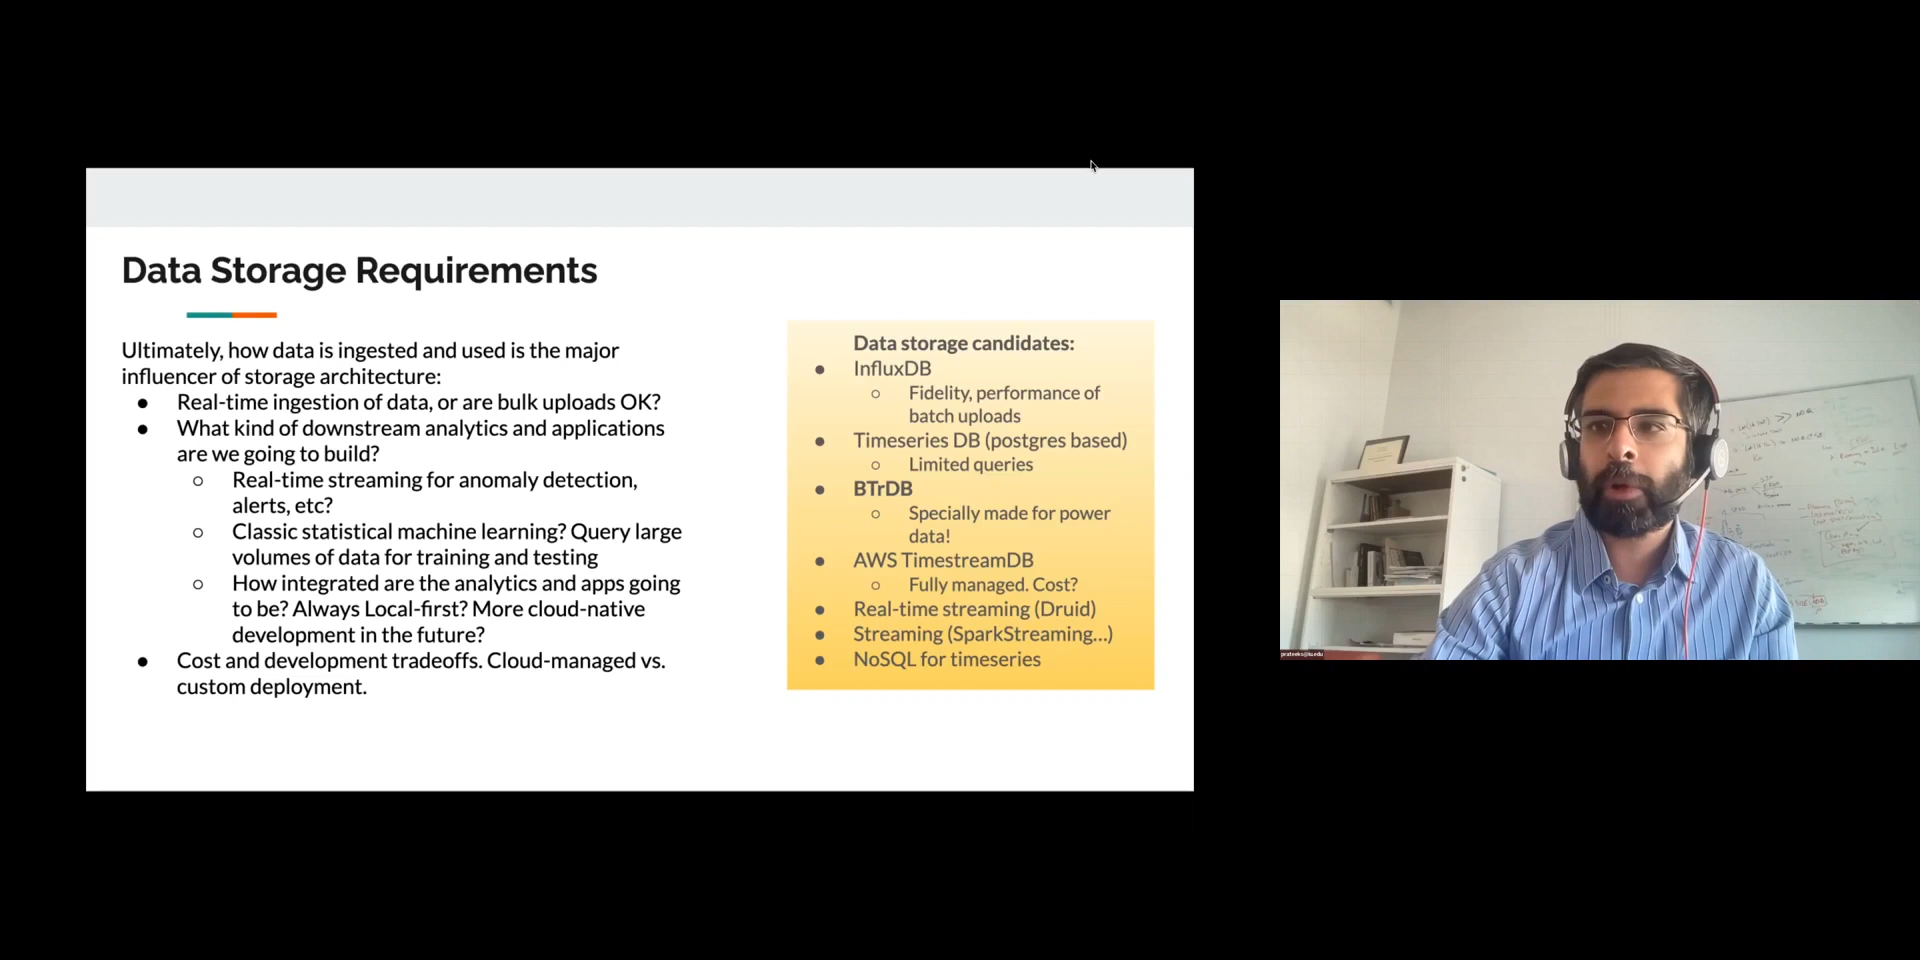 Data Storage Requirements
Ultimately, how data is ingested and used is the major
influencer of storage architecture:
● Real-time ingestion of data, or are bulk uploads OK?
● What kind of downstream analytics and applications
are we going to build?
○ Real-time streaming for anomaly detection,
alerts, etc?
○ Classic statistical machine learning? Query large
volumes of data for training and testing
○ How integrated are the analytics and apps going
to be? Always Local-first? More cloud-native
development in the future?
● Cost and development tradeoffs. Cloud-managed vs.
custom deployment.
Data storage candidates:
● InfluxDB
○ Fidelity, performance of
batch uploads
● Timeseries DB (postgres based)
○ Limited queries
● BTrDB
○ Specially made for power
data!
● AWS TimestreamDB
○ Fully managed. Cost?
● Real-time streaming (Druid)
● Streaming (SparkStreaming...)
● NoSQL for timeseries
prateeks@iu.edu